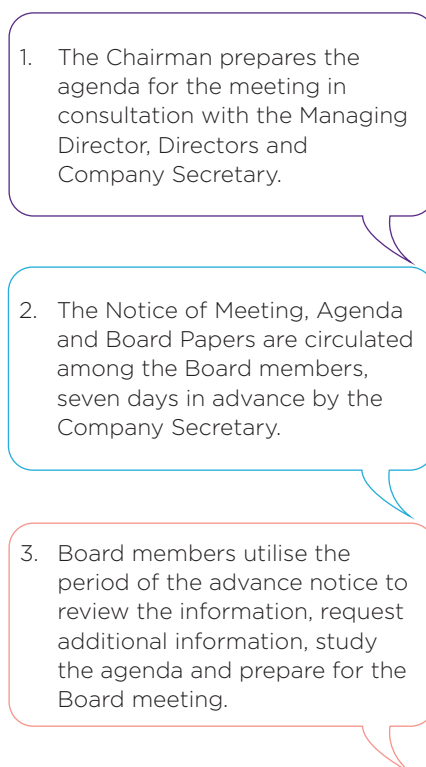 1. The Chairman prepares the
agenda for the meeting in
consultation with the Managing
Director, Directors and
Company Secretary.
2. The Notice of Meeting, Agenda
and Board Papers are circulated
among the Board members,
seven days in advance by the
Company Secretary.
3. Board members utilise the
period of the advance notice to
review the information, request
additional information, study
the agenda and prepare for the
Board meeting.